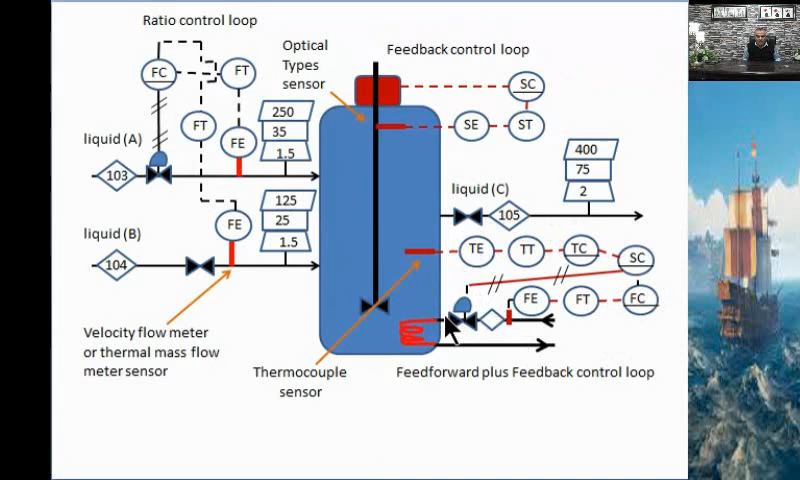 Ratio control loop
Optical
Types
sensor
Feedback control loop
FC
FT
SC
FT
250
35
1.5
SE
ST
liquid (A)
FE
400
75
2
103
125
25
1.5
liquid (C)
105
FE
liquid (B)
104
TE
TT
TC
SC
FE
FT
FC
Velocity flow meter
or thermal mass flow
meter sensor
Thermocouple
sensor
Feedforward plus Feedback control loop